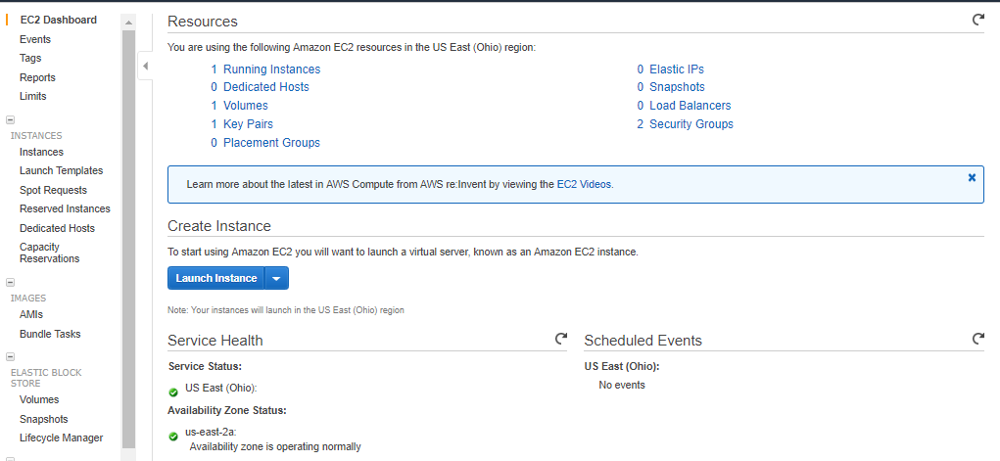 EC2 Dashboard
Events
Tags
Reports
Limits
INSTANCES
Instances
Launch Templates
Spot Requests
Reserved Instances
Dedicated Hosts
Capacity
Reservations
IMAGES
AMIs
Bundle Tasks
ELASTIC BLOCK
STORE
Volumes
Snapshots
Lifecycle Manager
Resources
You are using the following Amazon EC2 resources in the US East (Ohio) region:
1 Running Instances
0 Dedicated Hosts
1 Volumes
1 Key Pairs
0 Placement Groups
0 Elastic IPs
0 Snapshots
0 Load Balancers
2 Security Groups
Learn more about the latest in AWS Compute from AWS re:Invent by viewing the EC2 Videos.
Create Instance
To start using Amazon EC2 you will want to launch a virtual server, known as an Amazon EC2 instance.
Launch Instance
Note: Your instances will launch in the US East (Ohio) region
Service Health
Service Status:
US East (Ohio):
Availability Zone Status:
us-east-2a:
Availability zone is operating normally
Scheduled Events
US East (Ohio):
No events